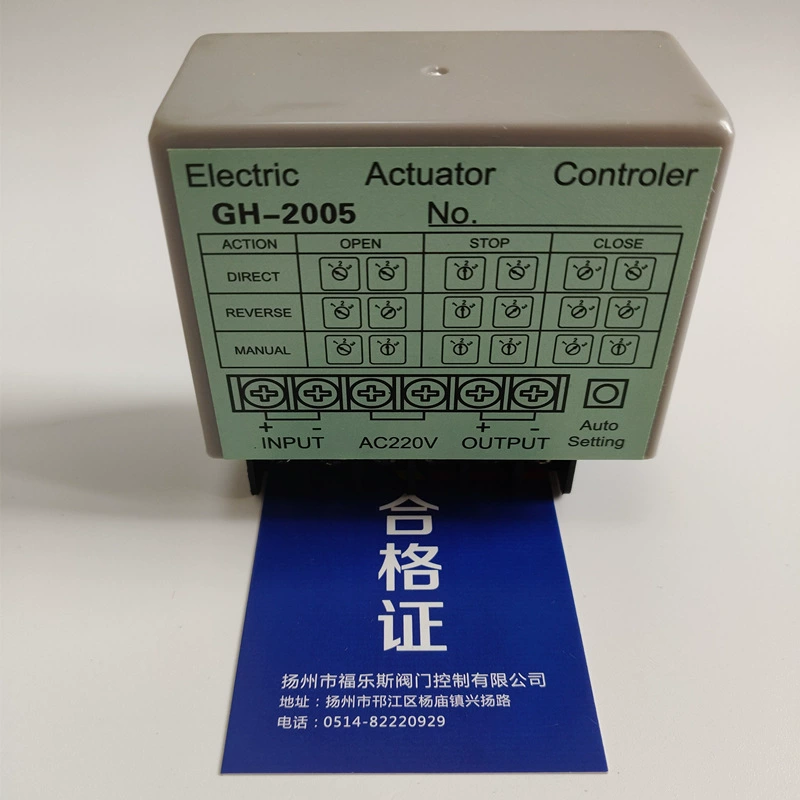 Electric Actuator Controler
GH-2005 No.
ACTION OPEN STOP CLOSE
DIRECT
REVERSE
MANUAL
+ - + -
INPUT AC220V OUTPUT Auto Setting
合格证
扬州市福乐斯阀门控制有限公司
地址：扬州市邗江区杨庙镇兴扬路
电话：0514-82220929